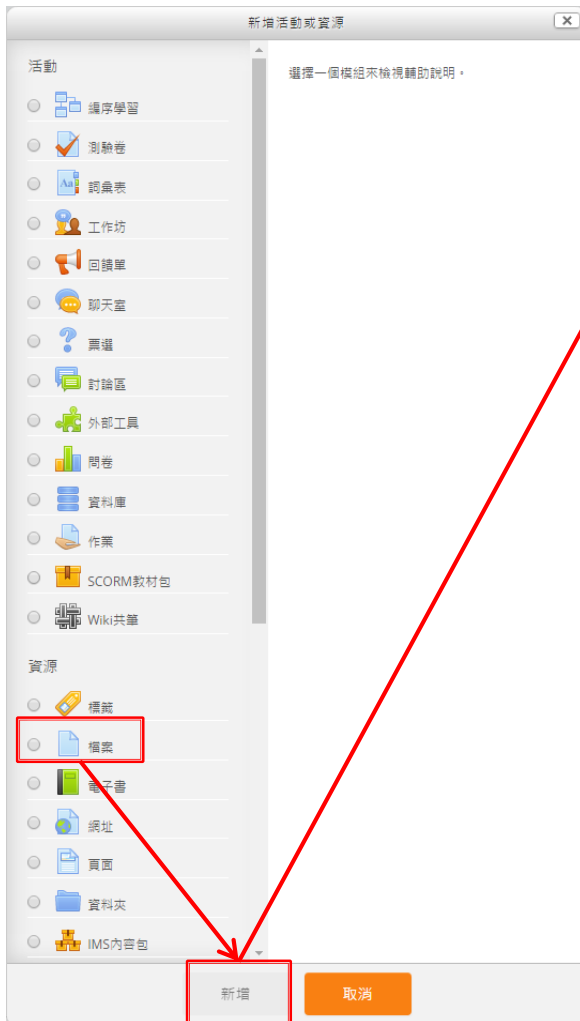 新增活動或資源
活動
選擇一個模組來檢視輔助說明。
編序學習
測驗卷
詞彙表
工作坊
回饋單
聊天室
票選
討論區
外部工具
問卷
資料庫
作業
SCORM教材包
Wiki共筆
資源
標籤
檔案
電子書
網址
頁面
資料夾
IMS內容包
新增
取消